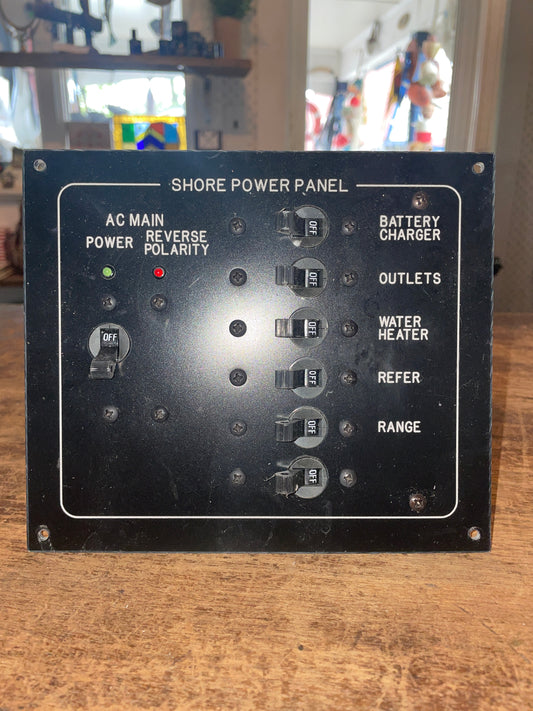 SHORE POWER PANEL
AC MAIN
POWER
REVERSE
POLARITY
OFF
OFF
BATTERY
CHARGER
OFF
OUTLETS
OFF
WATER
HEATER
OFF
REFER
OFF
RANGE
OFF